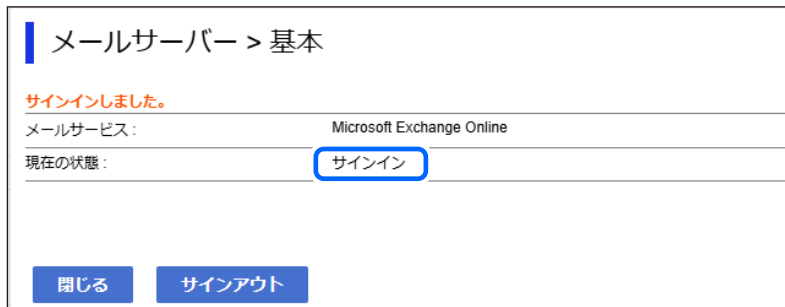 メールサーバー > 基本
サインインしました。
メールサービス : Microsoft Exchange Online
現在の状態 : サインイン
閉じる サインアウト